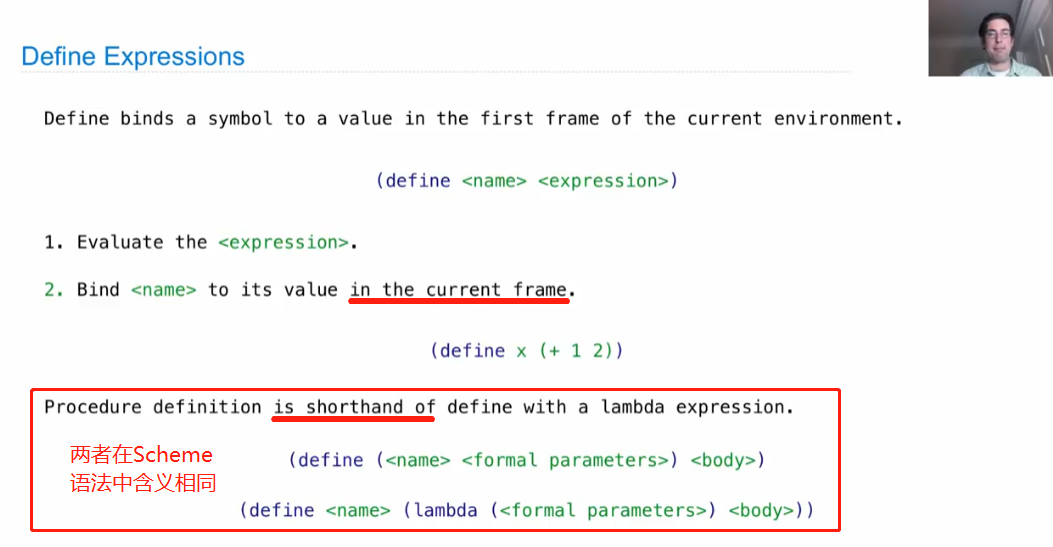 Define Expressions
Define binds a symbol to a value in the first frame of the current environment.
(define <name> <expression>)
1. Evaluate the <expression>.
2. Bind <name> to its value in the current frame.
(define x (+ 1 2))
Procedure definition is shorthand of define with a lambda expression.
两者在Scheme
语法中含义相同
(define (<name> <formal parameters>) <body>)
(define <name> (lambda (<formal parameters>) <body>))